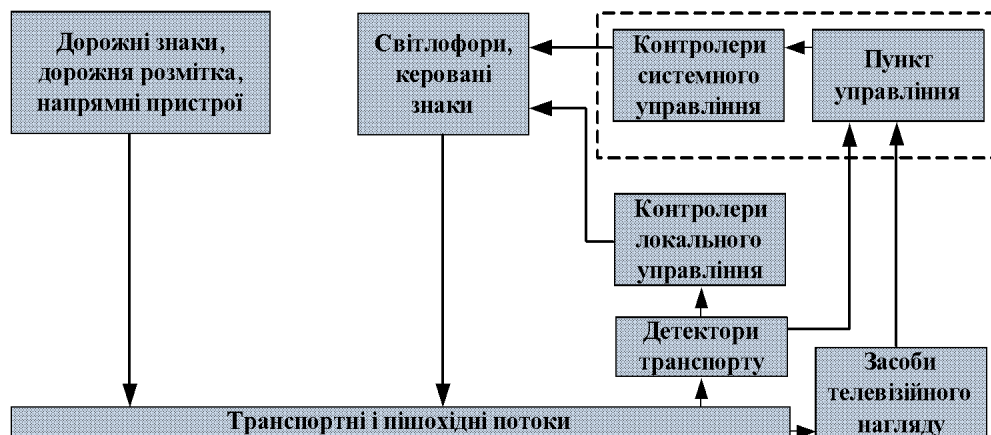 Дорожні знаки,
дорожня розмітка,
напрямні пристрої
Світлофори,
керовані
знаки
Контролери
системного
управління
Пункт
управління
Контролери
локального
управління
Детектори
транспорту
Засоби
телевізійного
нагляду
Транспортні і пішохідні потоки